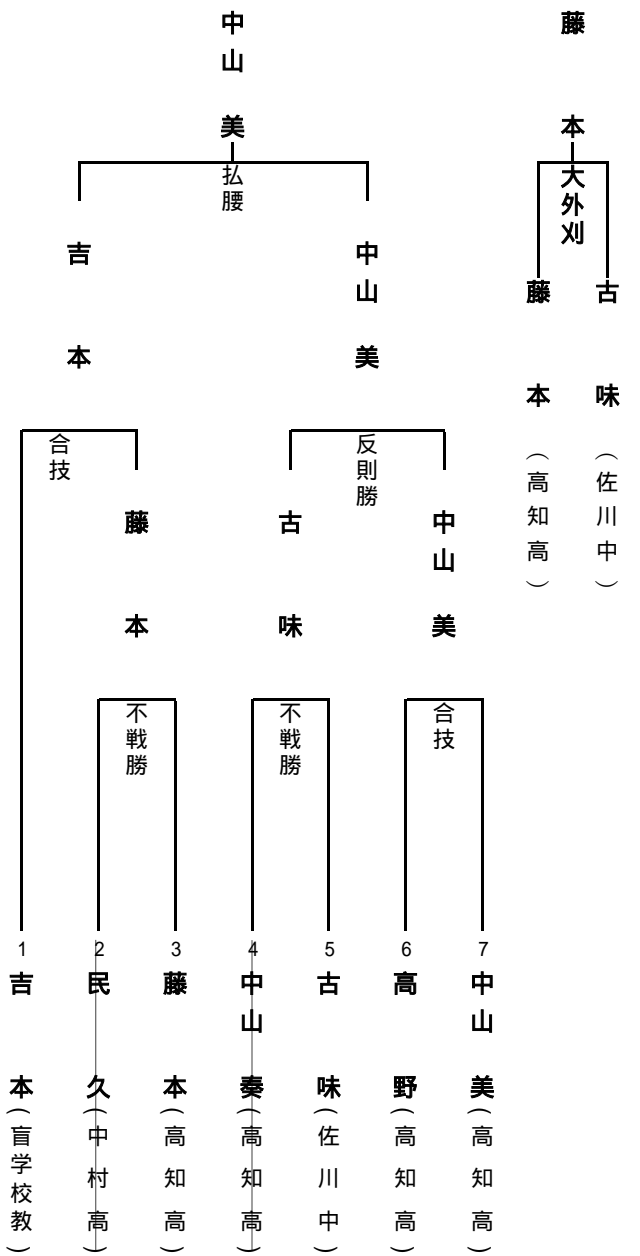 中山美
払腰
吉本
中山美
合技
反則勝
藤本
古味
中山美
不戦勝
不戦勝
合技
1
吉本(盲学校教)
2
民久(中村高)
3
藤本(高知高)
4
中山奏(高知高)
5
古味(佐川中)
6
高野(高知高)
7
中山美(高知高)
藤本
大外刈
藤本(高知高)
古味(佐川中)